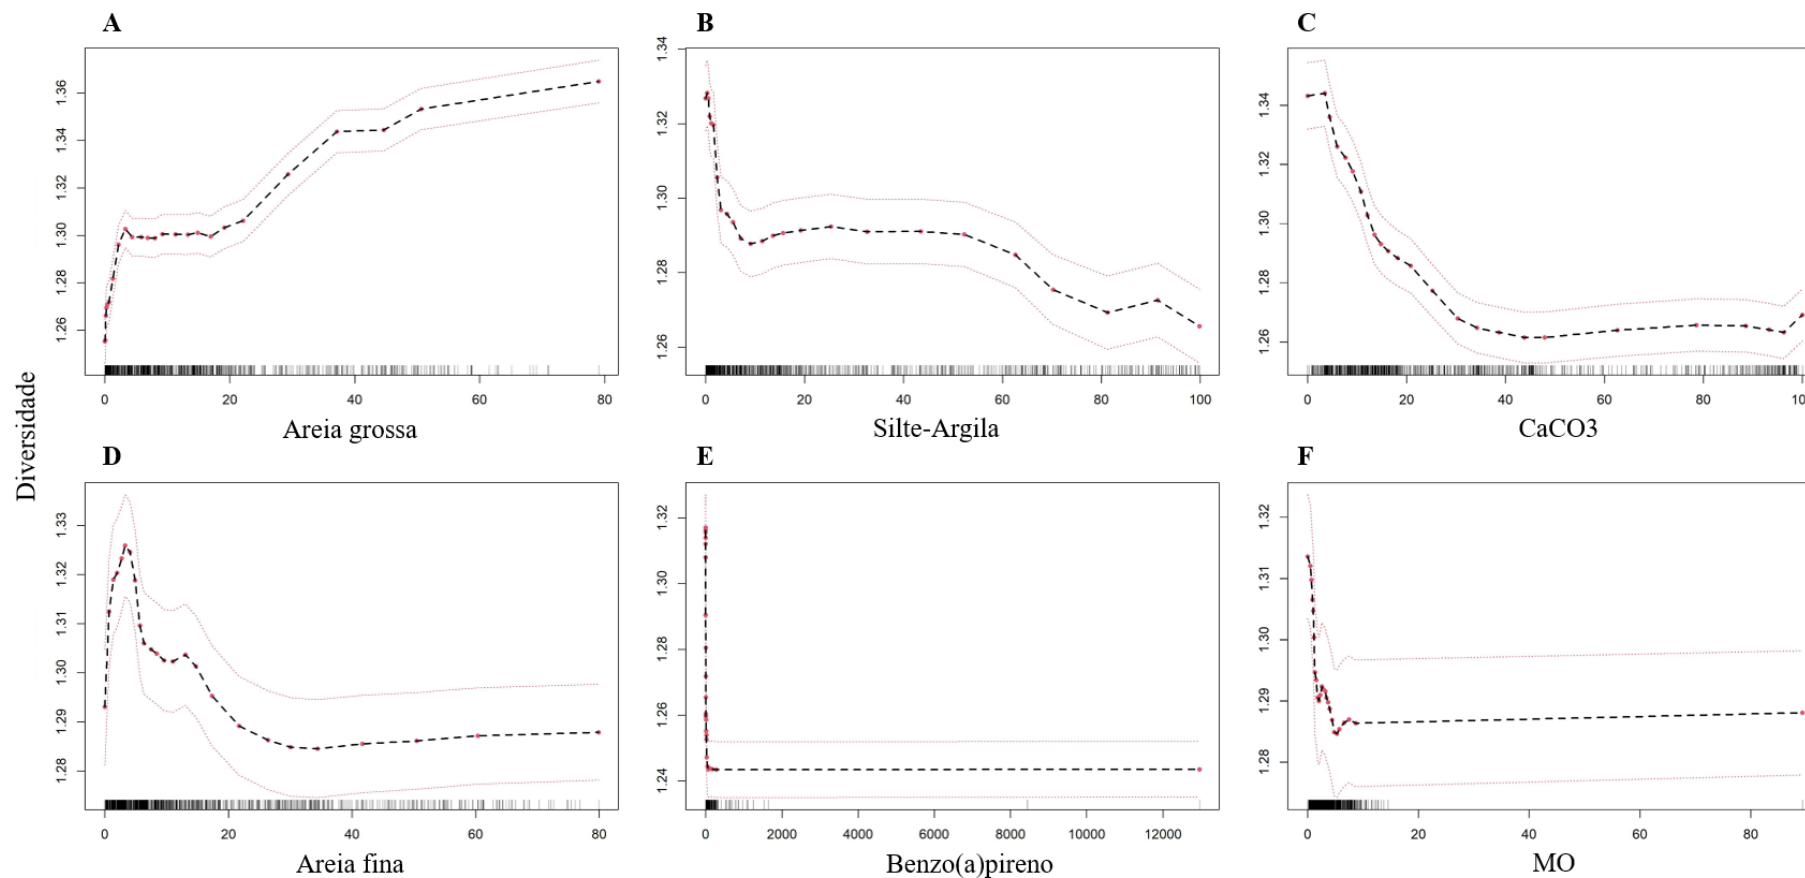 A
1.26 1.28 1.30 1.32 1.34 1.36
0 20 40 60 80
Areia grossa
B
1.26 1.28 1.30 1.32 1.34
0 20 40 60 80 100
Silte-Argila
C
1.26 1.28 1.30 1.32 1.34
0 20 40 60 80 10
CaCO3
Diversidade
D
1.28 1.29 1.30 1.31 1.32 1.33
0 20 40 60 80
Areia fina
E
1.24 1.26 1.28 1.30 1.32
0 2000 4000 6000 8000 10000 12000
Benzo(a)pireno
F
1.28 1.29 1.30 1.31 1.32
0 20 40 60 80
MO